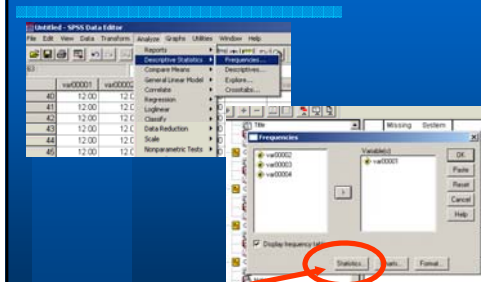 Untitled - SPSS Data Editor
File Edit View Data Transform Analyze Graphs Utilities Window Help
Reports
Descriptive Statistics
Compare Means
General Linear Model
Correlate
Regression
Loglinear
Classify
Data Reduction
Scale
Nonparametric Tests
Frequencies...
Descriptives...
Explore...
Crosstabs...
var00001 var00002
40 12.00
41 12.00
42 12.00
43 12.00
44 12.00
45 12.00
Title
Missing System
Frequencies
var00002
var00003
var00004
Variable(s):
var00001
OK
Paste
Reset
Cancel
Help
Display frequency
Statistics... Format...